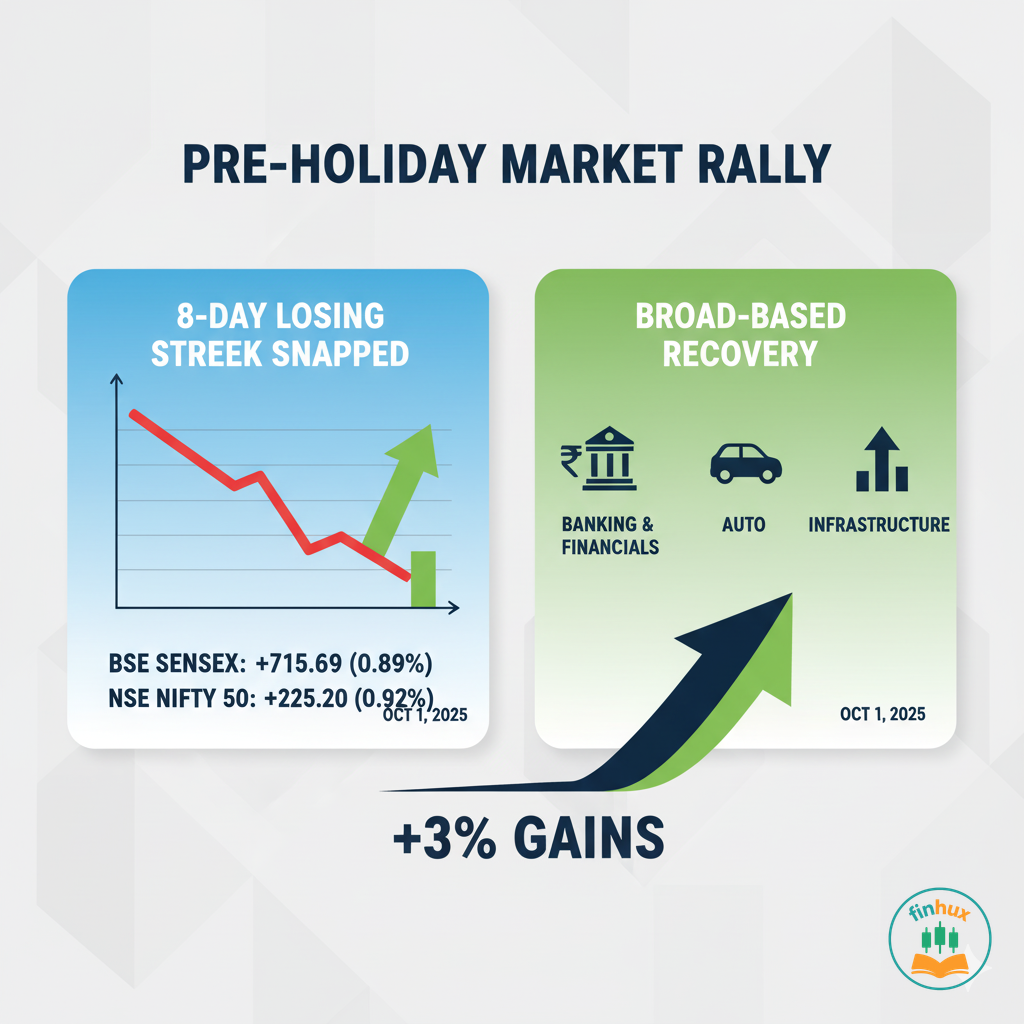 PRE-HOLIDAY MARKET RALLY
8-DAY LOSING
STREEK SNAPPED
BSE SENSEX: +715.69 (0.89%)
NSE NIFTY 50: +225.20 (0.92%)
OCT 1, 2025
BROAD-BASED
RECOVERY
₹
BANKING &
FINANCIALS
AUTO
INFRASTRUCTURE
OCT 1, 2025
+3% GAINS
finhux